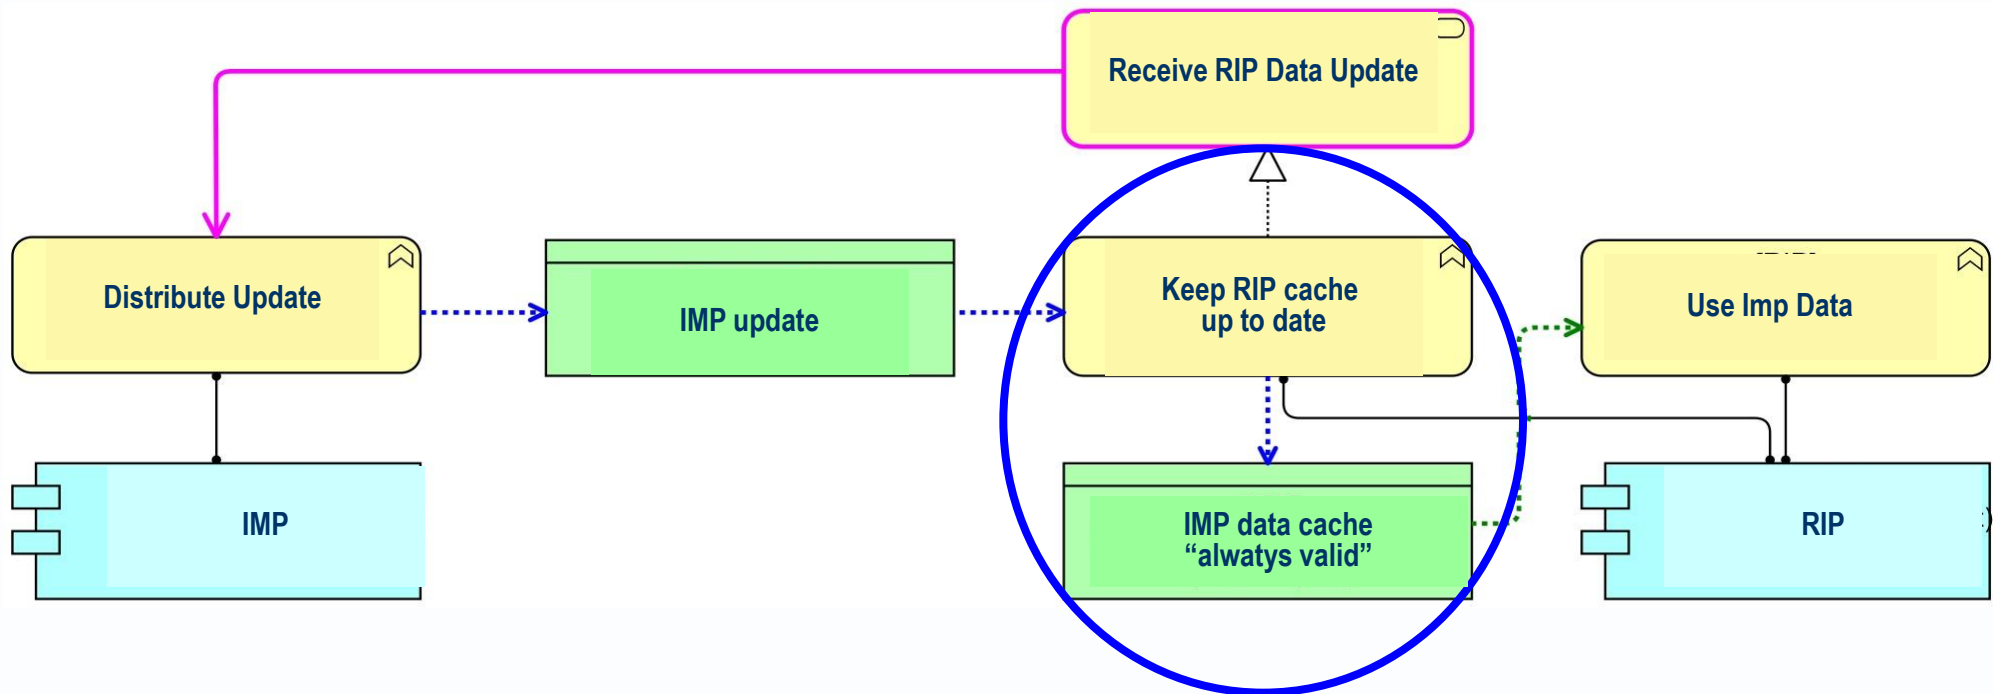 Receive RIP Data Update
Distribute Update
IMP update
Keep RIP cache
up to date
Use Imp Data
IMP
IMP data cache
“alwatys valid”
RIP